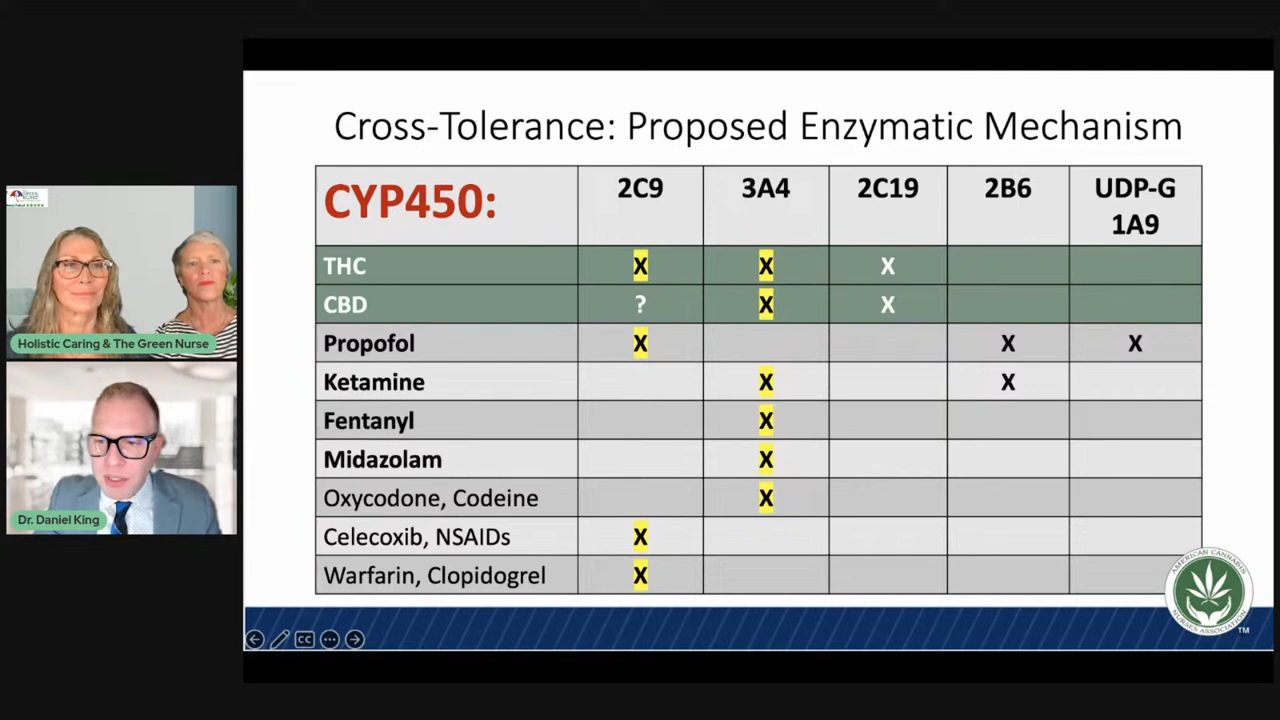 Cross-Tolerance: Proposed Enzymatic Mechanism
CYP450: 2C9 3A4 2C19 2B6 UDP-G 1A9
THC X X X
CBD ? X X
Propofol X X X
Ketamine X X
Fentanyl X
Midazolam X
Oxycodone, Codeine X
Celecoxib, NSAIDs X
Warfarin, Clopidogrel X
AMERICAN CANNABIS
NURSES ASSOCIATION
TM
CC
Holistic Caring & The Green Nurse
Dr. Daniel King